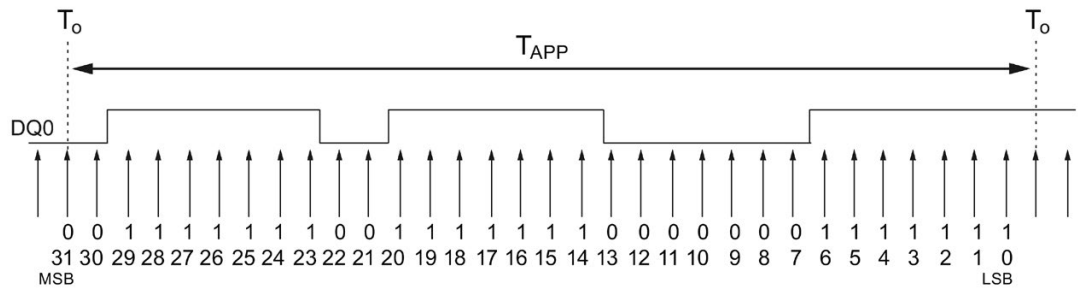 To To
TAPP
DQ0
0 0 1 1 1 1 1 1 1 0 0 1 1 1 1 1 1 1 0 0 0 0 0 0 0 1 1 1 1 1 1 1
31 30 29 28 27 26 25 24 23 22 21 20 19 18 17 16 15 14 13 12 11 10 9 8 7 6 5 4 3 2 1 0
MSB LSB